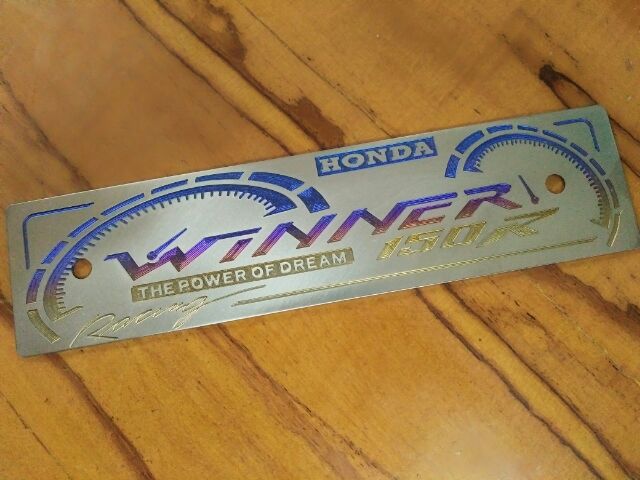 HONDA
WINNER
150R
THE POWER OF DREAM
Racing